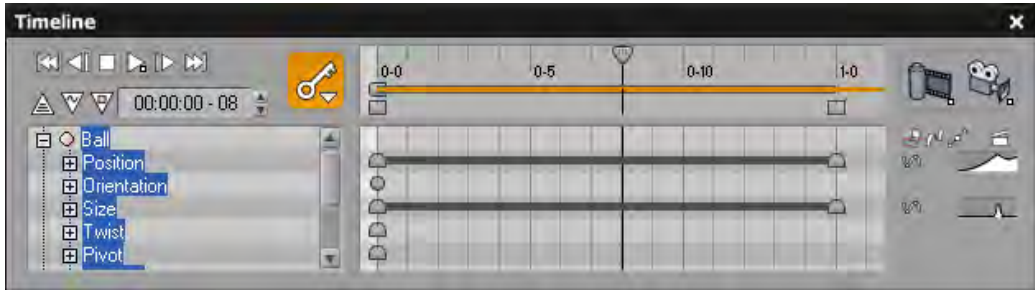 Timeline
0-0 0-5 0-10 1-0
00:00:00 - 08
Ball
Position
Orientation
Size
Twist
Pivot